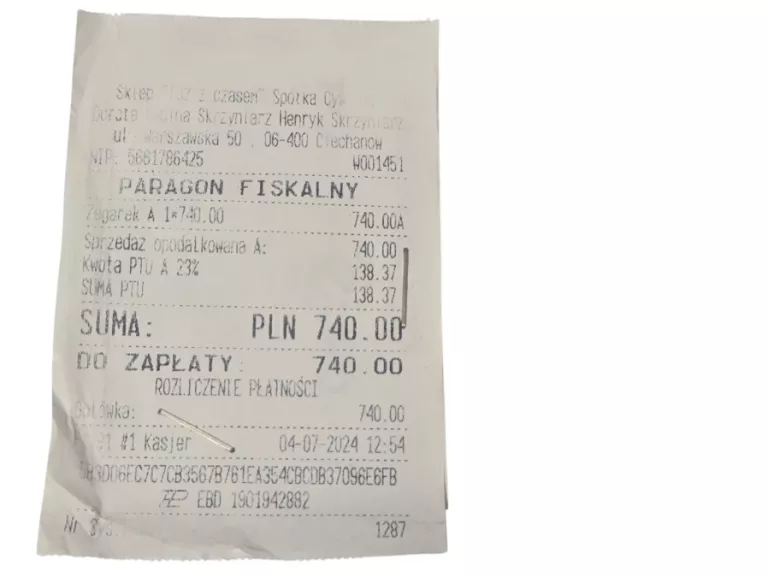 Sklep z czasem" Spółka Cy
Dorota Skrzyniarz Henryk Skrzyniarz
ul. Warszawska 50 , 06-400 Ciechanów
NIP: 5661786425 W001451
PARAGON FISKALNY
Zegarek A 1*740.00 740.00A
Sprzedaż opodatkowana A: 740.00
Kwota PTU A 23% 138.37
SUMA PTU 138.37
SUMA: PLN 740.00
DO ZAPŁATY: 740.00
ROZLICZENIE PŁATNOŚCI
Gotówka: 740.00
#1 Kasjer 04-07-2024 12:54
EBD 1901942882
Nr 1287